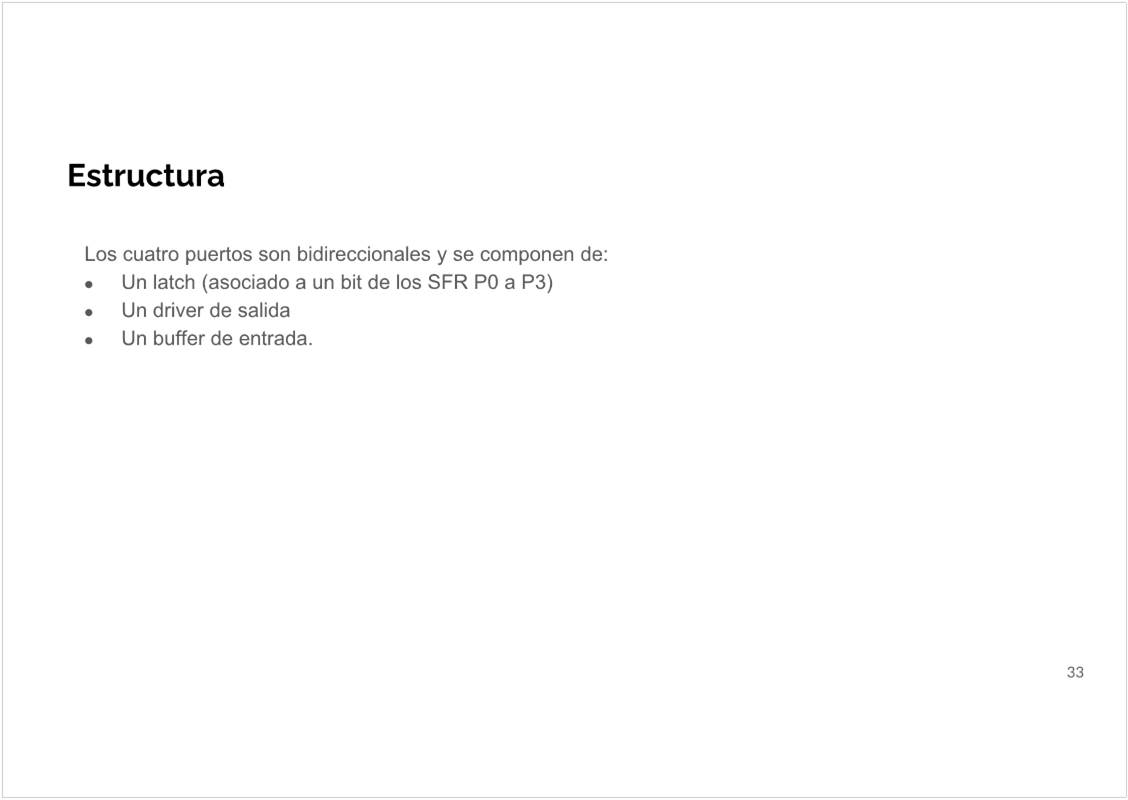 Estructura
Los cuatro puertos son bidireccionales y se componen de:
● Un latch (asociado a un bit de los SFR P0 a P3)
● Un driver de salida
● Un buffer de entrada.
33